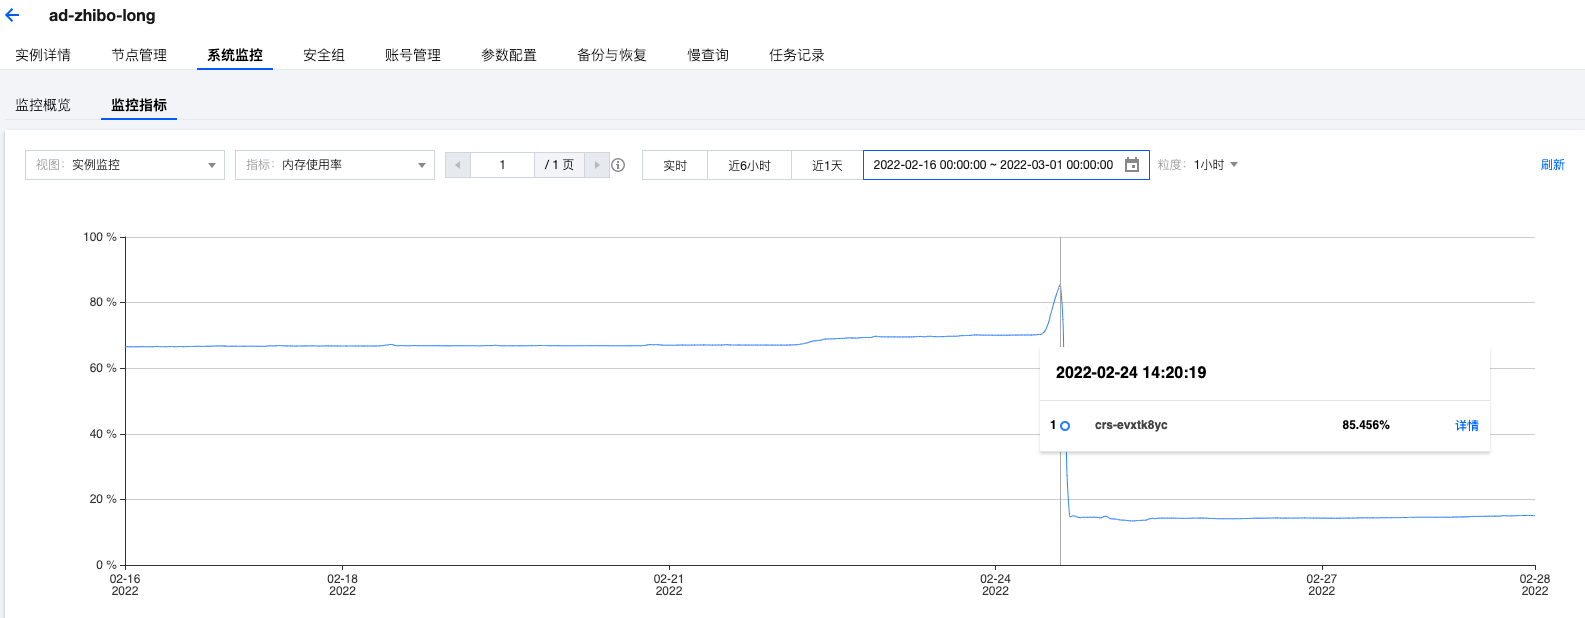 ad-zhibo-long
实例详情 节点管理 系统监控 安全组 账号管理 参数配置 备份与恢复 慢查询 任务记录
监控概览 监控指标
视图: 实例监控 指标: 内存使用率 1 / 1 页 实时 近6小时 近1天 2022-02-16 00:00:00 ~ 2022-03-01 00:00:00 粒度: 1小时 刷新
100 %
80 %
60 %
40 %
20 %
0 %
2022-02-24 14:20:19
1 crs-evxtk8yc 85.456% 详情
02-16 02-18 02-21 02-24 02-27 02-28
2022 2022 2022 2022 2022 2022